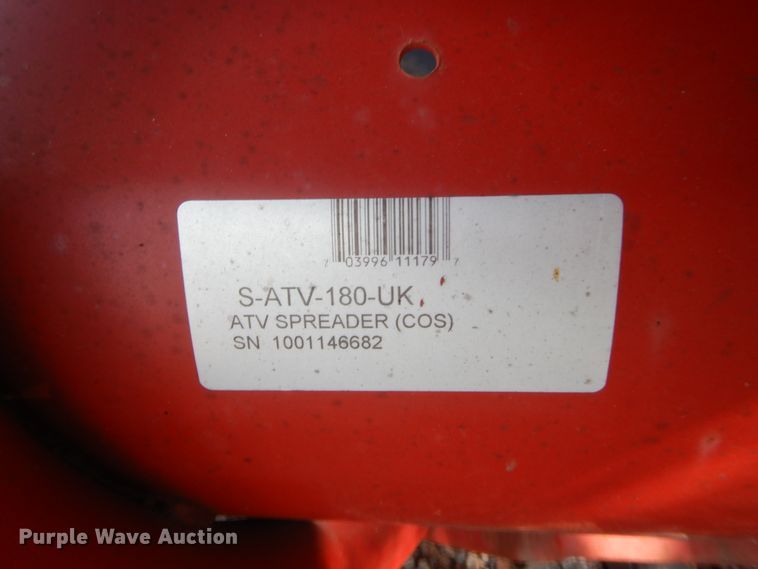 7 03996 11179 7
S-ATV-180-UK
ATV SPREADER (COS)
SN 1001146682
Purple Wave Auction